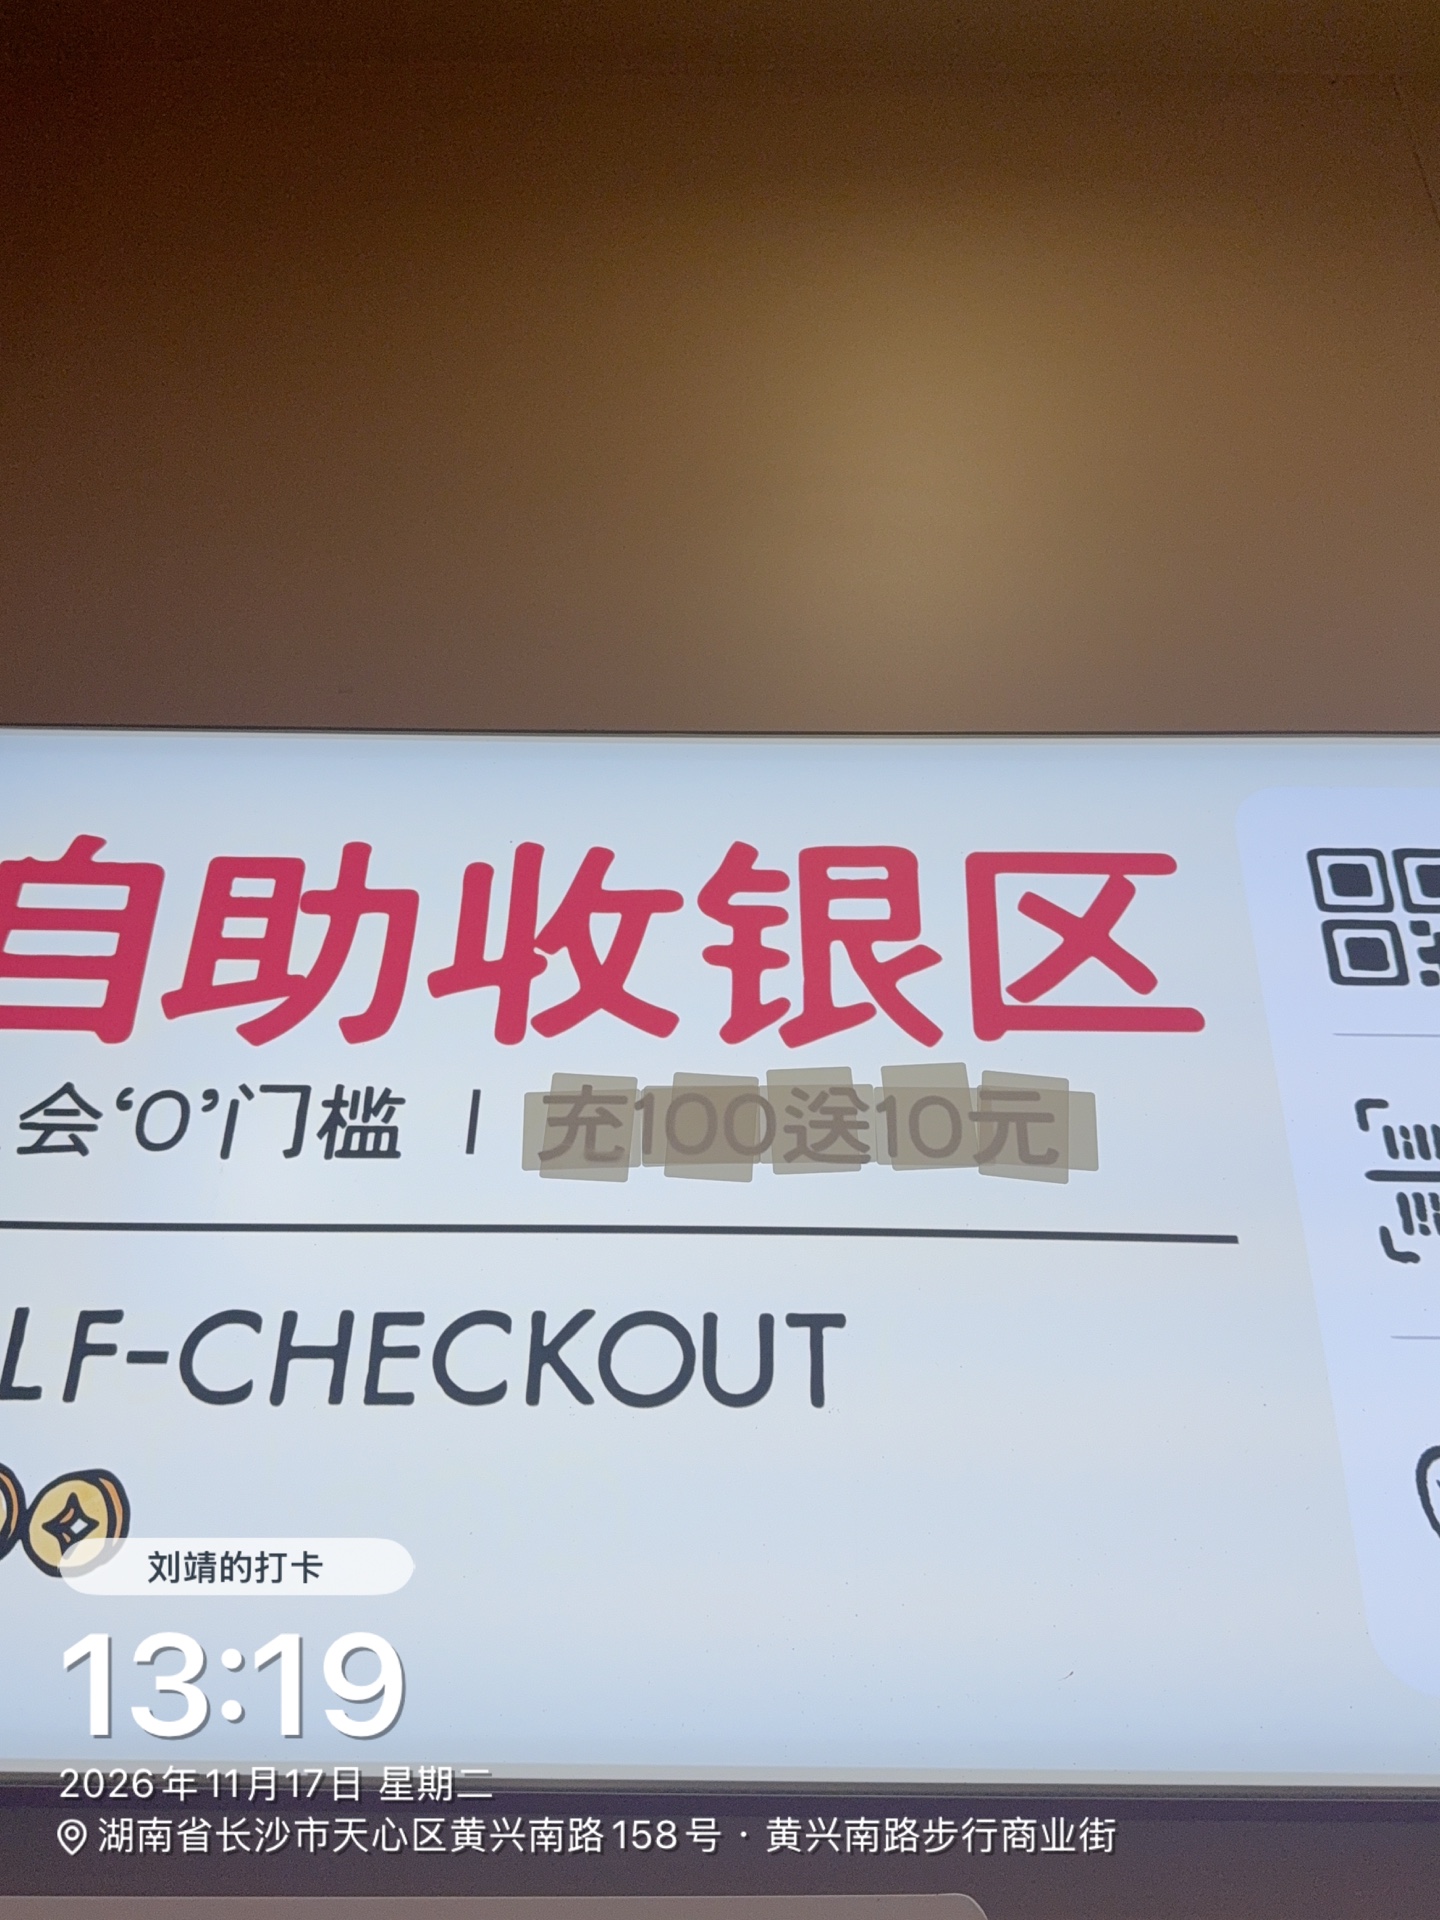 自助收银区
会‘0’门槛 | 充100送10元
LF-CHECKOUT
刘靖的打卡
13:19
2026年11月17日 星期二
湖南省长沙市天心区黄兴南路158号 · 黄兴南路步行商业街